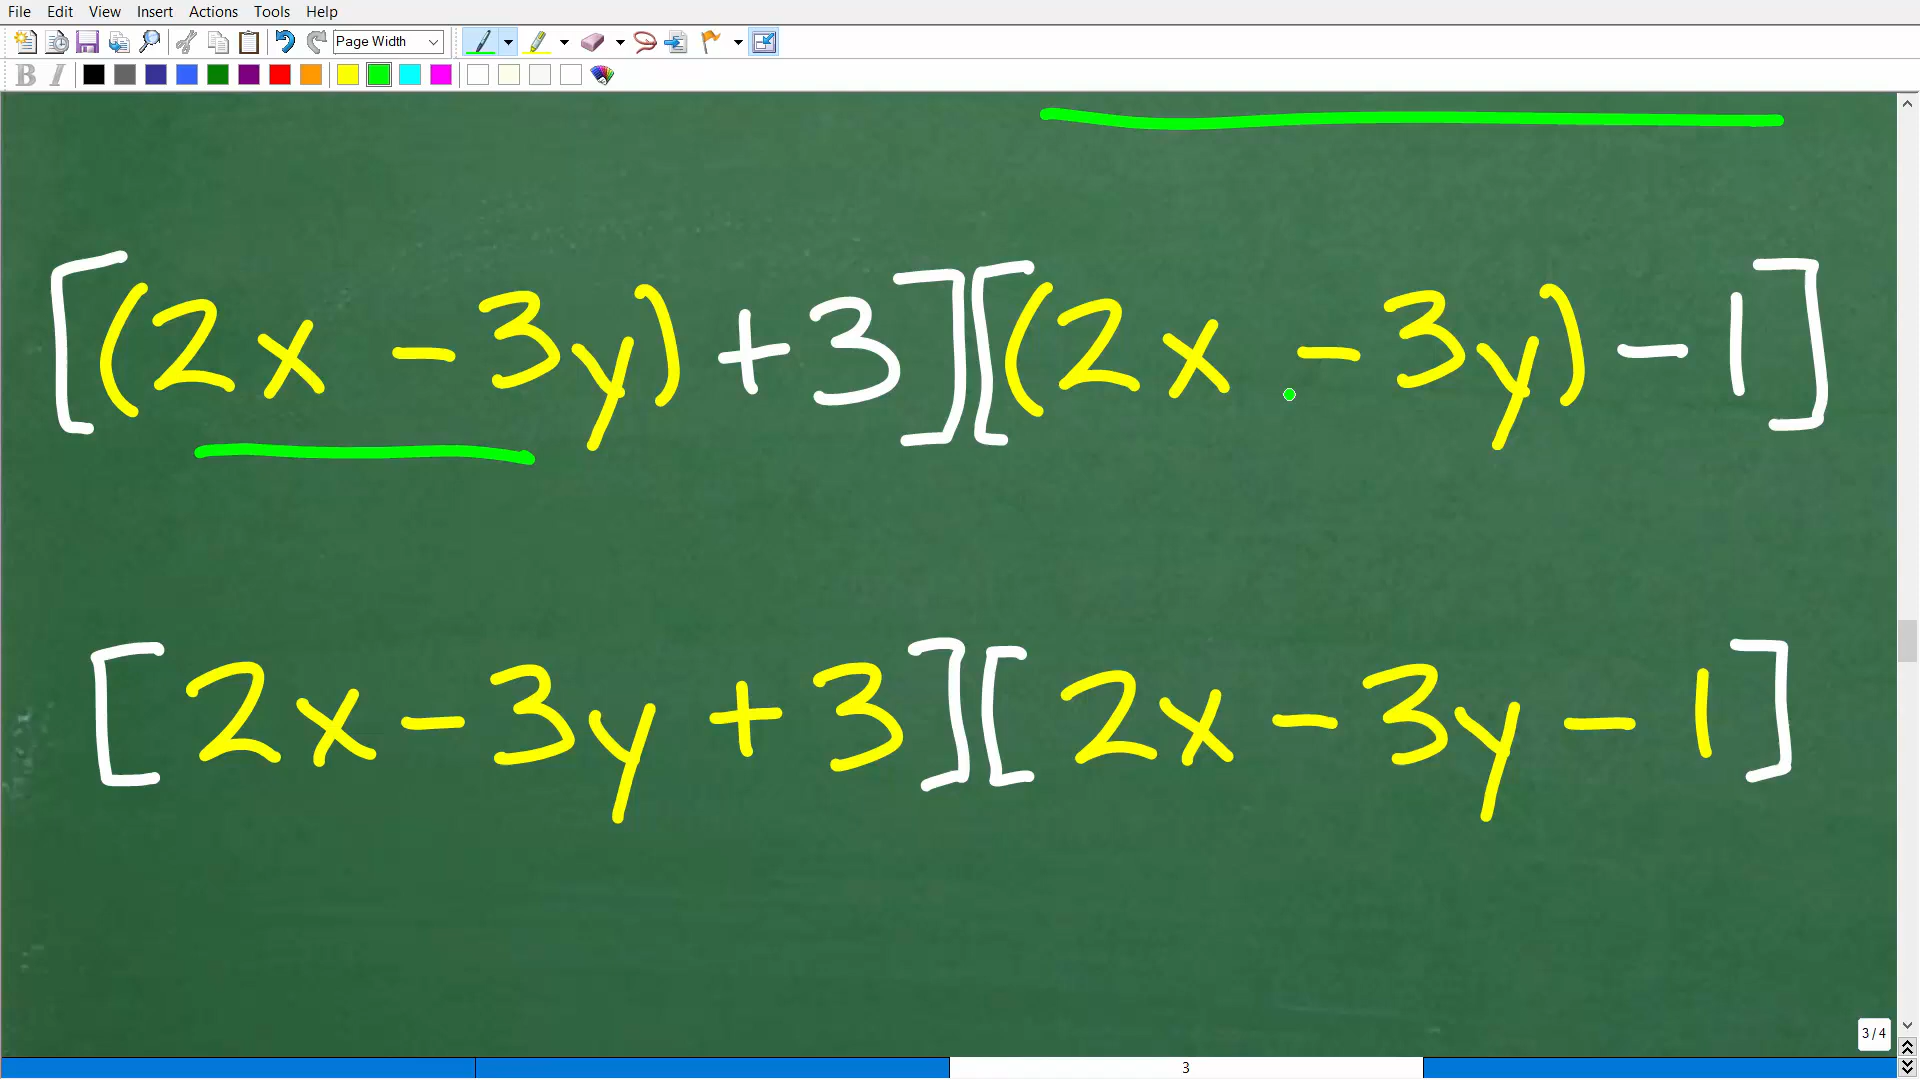 File Edit View Insert Actions Tools Help
Page Width
B I
[(2x - 3y) + 3][(2x - 3y) - 1]
[2x - 3y + 3][2x - 3y - 1]
3 / 4
3